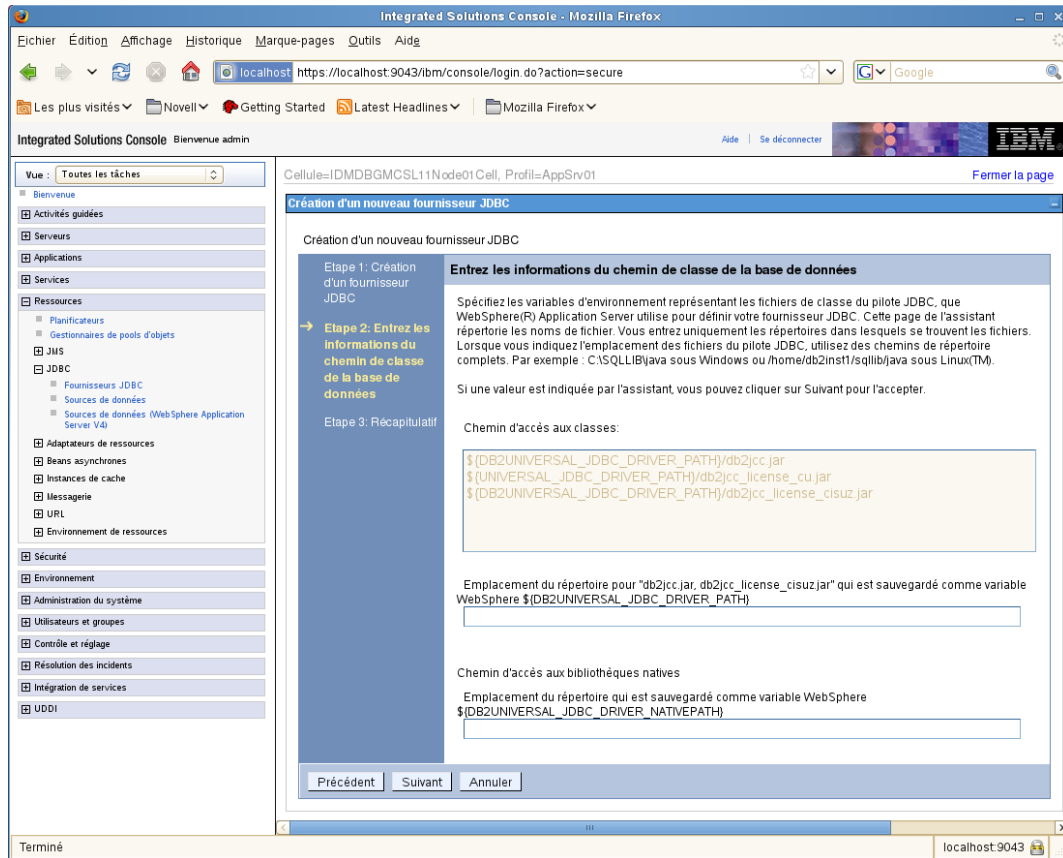 Integrated Solutions Console - Mozilla Firefox
Fichier Édition Affichage Historique Marque-pages Outils Aide
localhost https://localhost:9043/ibm/console/login.do?action=secure
G Google
Les plus visités Novell Getting Started Latest Headlines Mozilla Firefox
Integrated Solutions Console Bienvenue admin
Aide | Se déconnecter
IBM.
Vue : Toutes les tâches
Bienvenue
Activités guidées
Serveurs
Applications
Services
Ressources
Planificateurs
Gestionnaires de pools d'objets
JMS
JDBC
Fournisseurs JDBC
Sources de données
Sources de données (WebSphere Application
Server V4)
Adaptateurs de ressources
Beans asynchrones
Instances de cache
Messagerie
URL
Environnement de ressources
Sécurité
Environnement
Administration du système
Utilisateurs et groupes
Contrôle et réglage
Résolution des incidents
Intégration de services
UDDI
Cellule=IDMDBGMCSL11Node01Cell, Profil=AppSrv01
Fermer la page
Création d'un nouveau fournisseur JDBC
Création d'un nouveau fournisseur JDBC
Etape 1: Création
d'un fournisseur
JDBC
Etape 2: Entrez les
informations du
chemin de classe
de la base de
données
Etape 3: Récapitulatif
Entrez les informations du chemin de classe de la base de données
Spécifiez les variables d'environnement représentant les fichiers de classe du pilote JDBC, que
WebSphere(R) Application Server utilise pour définir votre fournisseur JDBC. Cette page de l'assistant
répertorie les noms de fichier. Vous entrez uniquement les répertoires dans lesquels se trouvent les fichiers.
Lorsque vous indiquez l'emplacement des fichiers du pilote JDBC, utilisez des chemins de répertoire
complets. Par exemple : C:\SQLLIB\java sous Windows ou /home/db2inst1/sqllib/java sous Linux(TM).
Si une valeur est indiquée par l'assistant, vous pouvez cliquer sur Suivant pour l'accepter.
Chemin d'accès aux classes:
${DB2UNIVERSAL_JDBC_DRIVER_PATH}/db2jcc.jar
${UNIVERSAL_JDBC_DRIVER_PATH}/db2jcc_license_cu.jar
${DB2UNIVERSAL_JDBC_DRIVER_PATH}/db2jcc_license_cisuz.jar
Emplacement du répertoire pour "db2jcc.jar, db2jcc_license_cisuz.jar" qui est sauvegardé comme variable
WebSphere ${DB2UNIVERSAL_JDBC_DRIVER_PATH}
Chemin d'accès aux bibliothèques natives
Emplacement du répertoire qui est sauvegardé comme variable WebSphere
${DB2UNIVERSAL_JDBC_DRIVER_NATIVEPATH}
Précédent Suivant Annuler
Terminé
localhost:9043